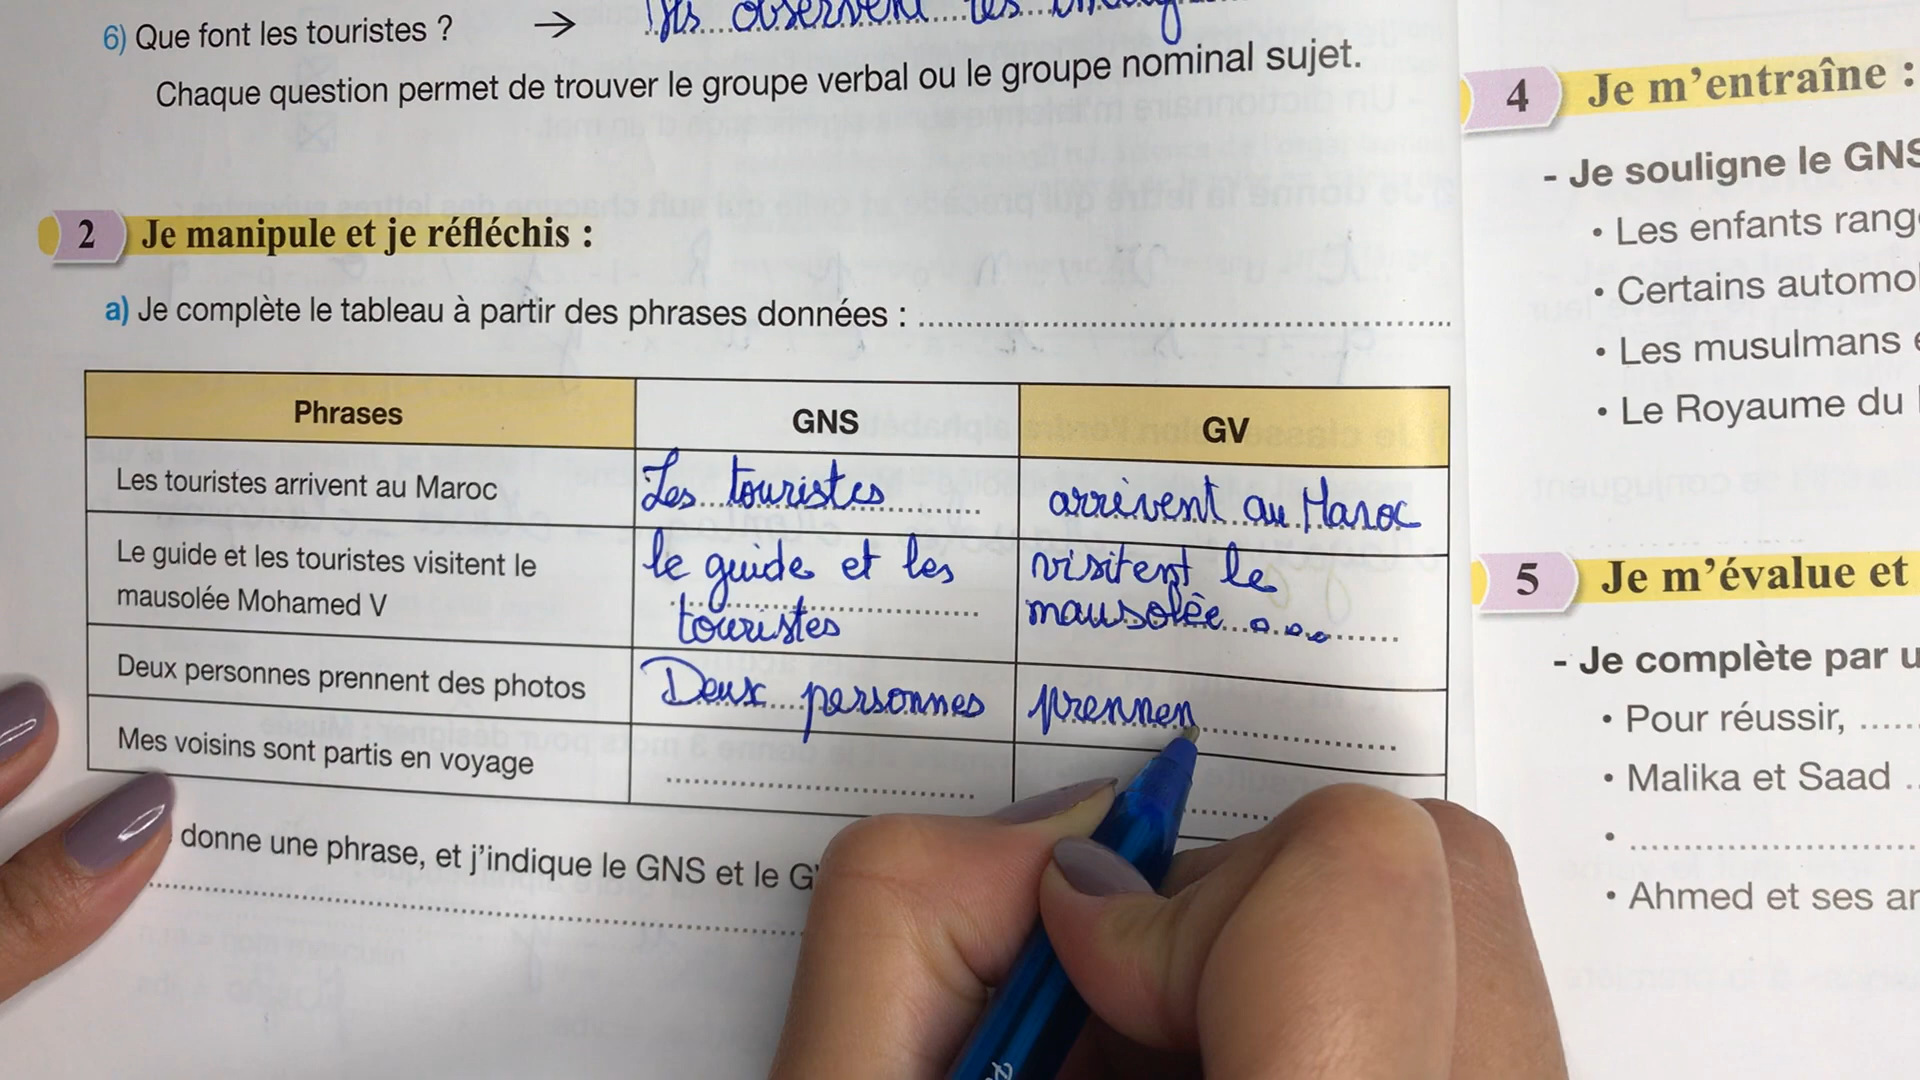 6) Que font les touristes ? → Ils observent les
Chaque question permet de trouver le groupe verbal ou le groupe nominal sujet.
2 Je manipule et je réfléchis :
a) Je complète le tableau à partir des phrases données :
Phrases GNS GV
Les touristes arrivent au Maroc Les touristes arrivent au Maroc
Le guide et les touristes visitent le
mausolée Mohamed V
le guide et les
touristes
visitent le
mausolée...
Deux personnes prennent des photos Deux personnes prennen
Mes voisins sont partis en voyage
donne une phrase, et j'indique le GNS et le G
4 Je m'entraîne :
- Je souligne le GNS
• Les enfants rang
• Certains automo
• Les musulmans
• Le Royaume du
5 Je m'évalue et
- Je complète par u
• Pour réussir, .....
• Malika et Saad ..
• ..............................
• Ahmed et ses ar